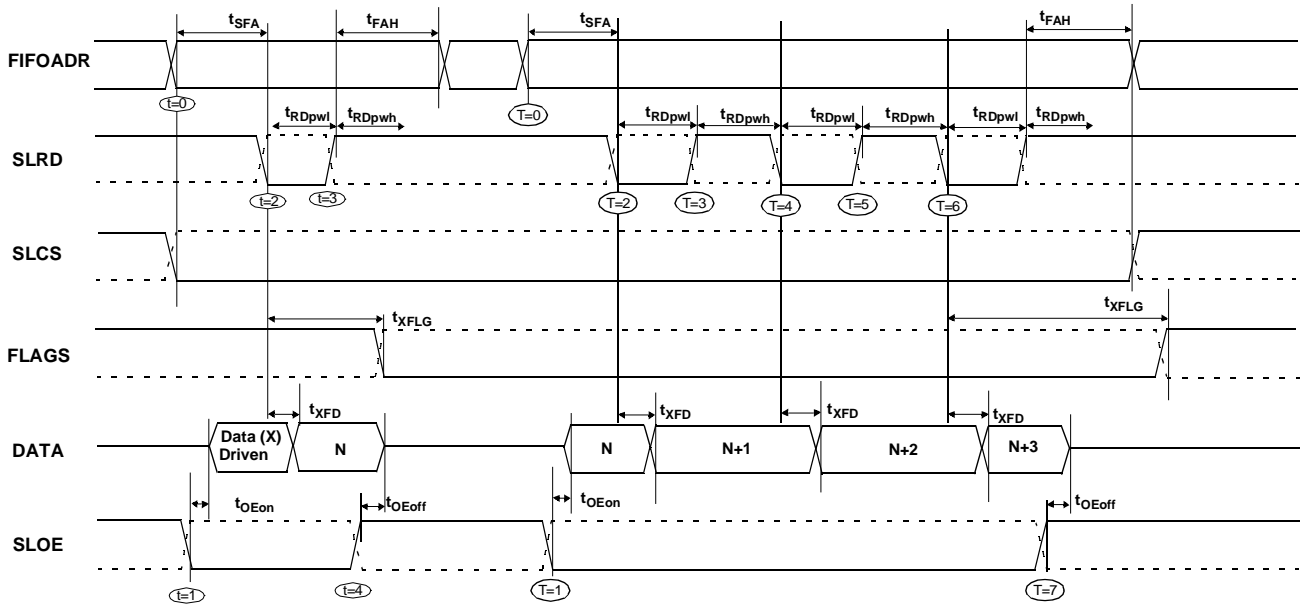 tSFA tFAH tSFA tFAH
FIFOADR
t=0 T=0
tRDpwl tRDpwh tRDpwl tRDpwh tRDpwl tRDpwh tRDpwl tRDpwh
SLRD
t=2 t=3 T=2 T=3 T=4 T=5 T=6
SLCS
tXFLG tXFLG
FLAGS
tXFD tXFD tXFD tXFD
DATA
Data (X)
Driven
N N N+1 N+2 N+3
tOEon tOEoff tOEon tOEoff
SLOE
t=1 t=4 T=1 T=7